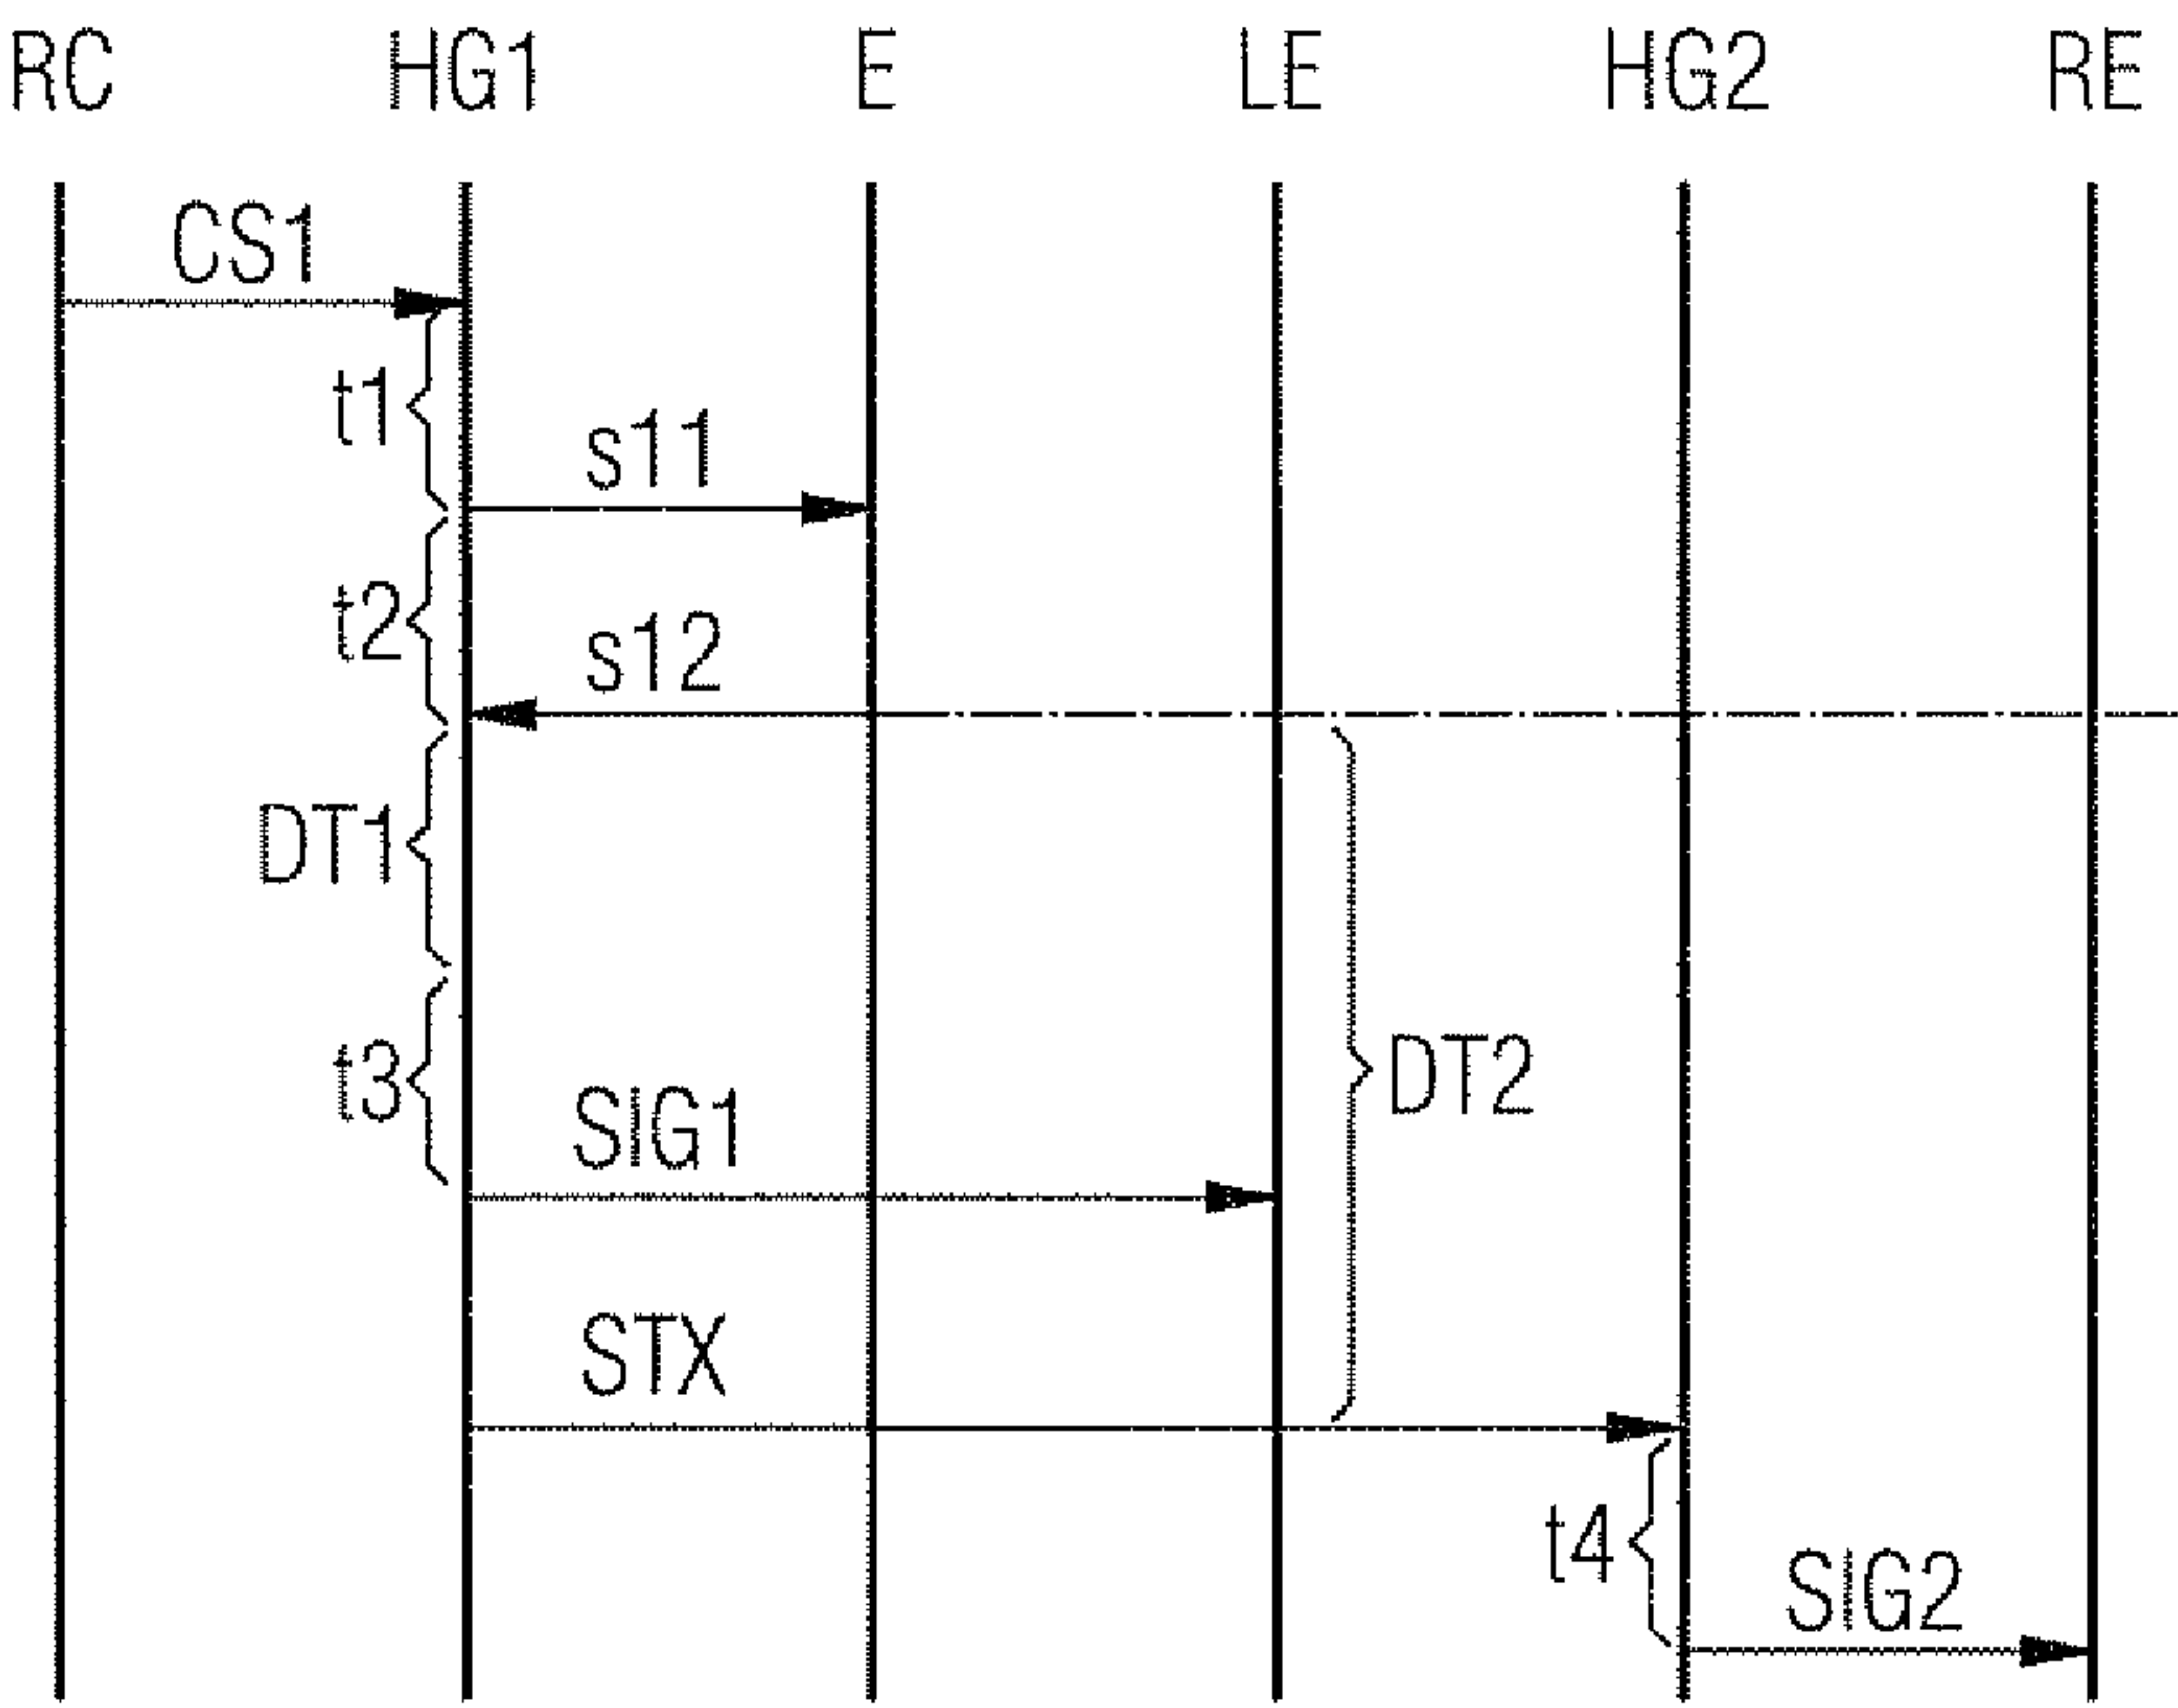 RC HG1 E LE HG2 RE
CS1
t1
s11
t2
s12
DT1
t3
DT2
SIG1
STX
t4
SIG2